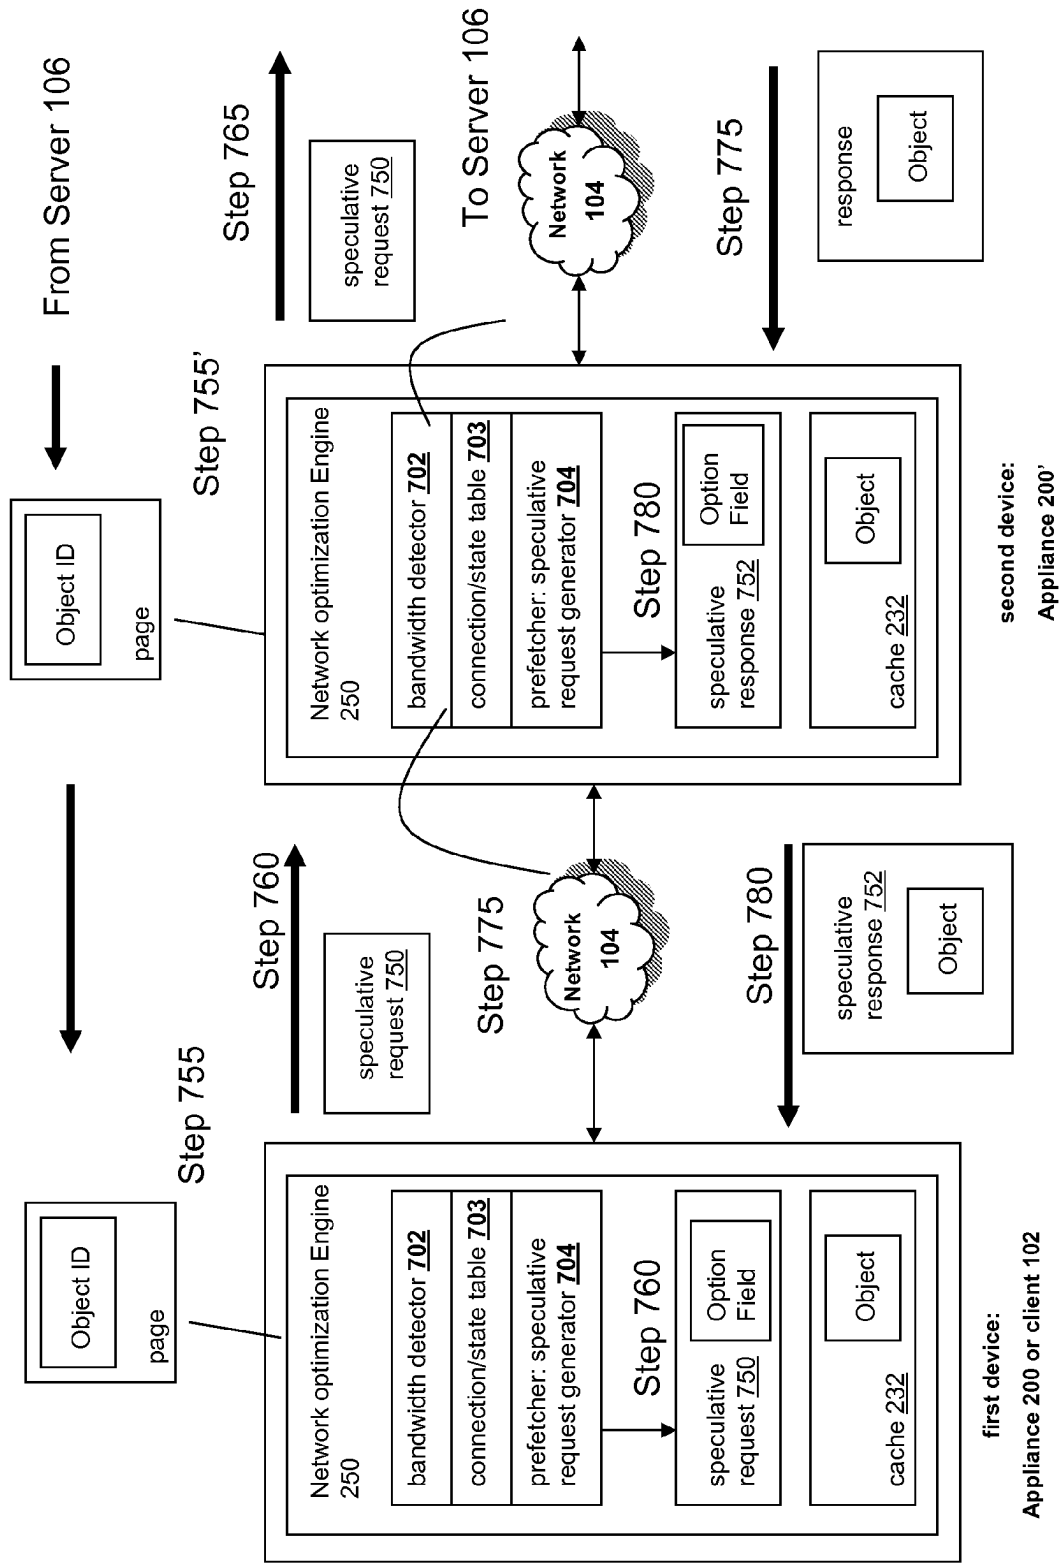 From Server 106
Object ID
page
Object ID
page
Step 755
Step 755’
Step 760
speculative
request 750
Step 765
speculative
request 750
To Server 106
Network optimization Engine
250
bandwidth detector 702
connection/state table 703
prefetcher: speculative
request generator 704
Step 760
speculative
request 750
Option
Field
cache 232
Object
first device:
Appliance 200 or client 102
Step 775
Network
104
Step 780
speculative
response 752
Object
Network optimization Engine
250
bandwidth detector 702
connection/state table 703
prefetcher: speculative
request generator 704
Step 780
speculative
response 752
Option
Field
cache 232
Object
second device:
Appliance 200’
Network
104
Step 775
response
Object